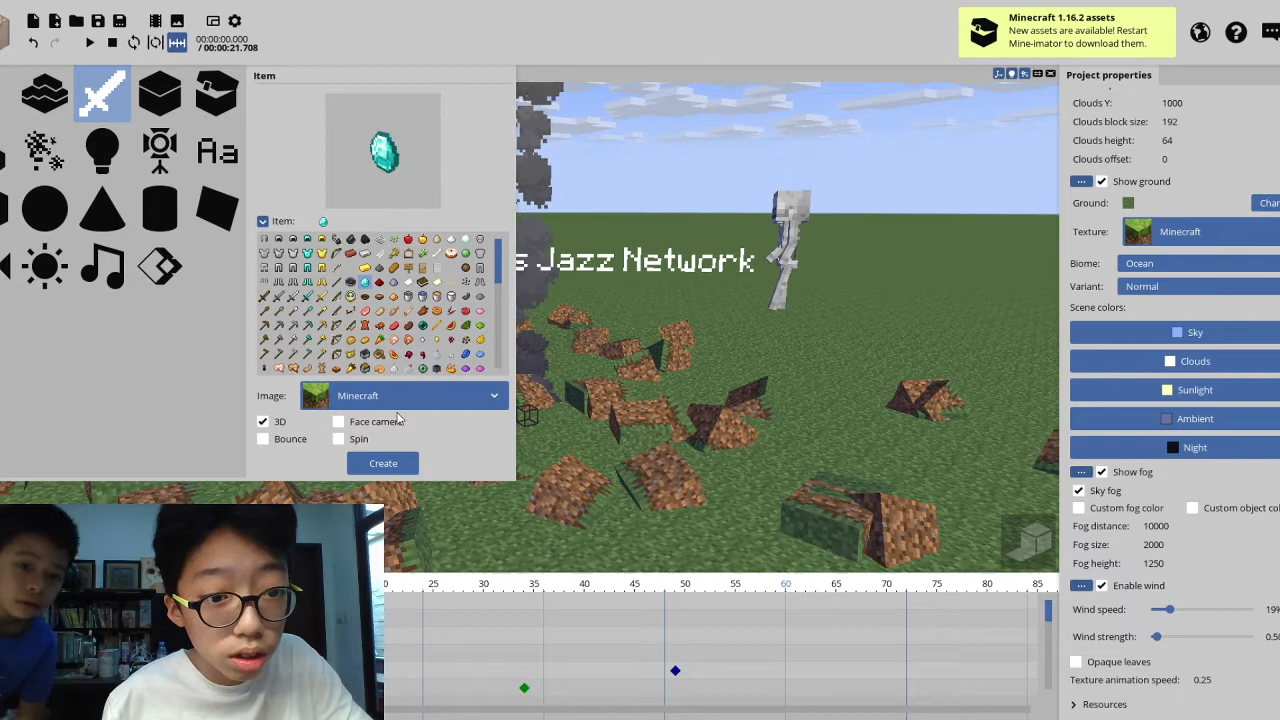 Minecraft 1.16.2 assets
New assets are available! Restart
Mine-imator to download them.
00:00:00.000
/ 00:00:21.708
Item
Project properties
Clouds Y: 1000
Clouds block size: 192
Clouds height: 64
Clouds offset: 0
Show ground
Ground:
Texture: Minecraft
Biome: Ocean
Variant: Normal
Scene colors:
Sky
Clouds
Sunlight
Ambient
Night
Show fog
Sky fog
Custom fog color
Fog distance: 10000
Fog size: 2000
Fog height: 1250
Enable wind
Wind speed: 19%
Wind strength:
Opaque leaves
Texture animation speed: 0.25
Resources
Aa
Item:
Image: Minecraft
3D Face camera
Bounce Spin
Create
s Jazz Network
25 30 35 40 45 50 55 60 65 70 75 80 85